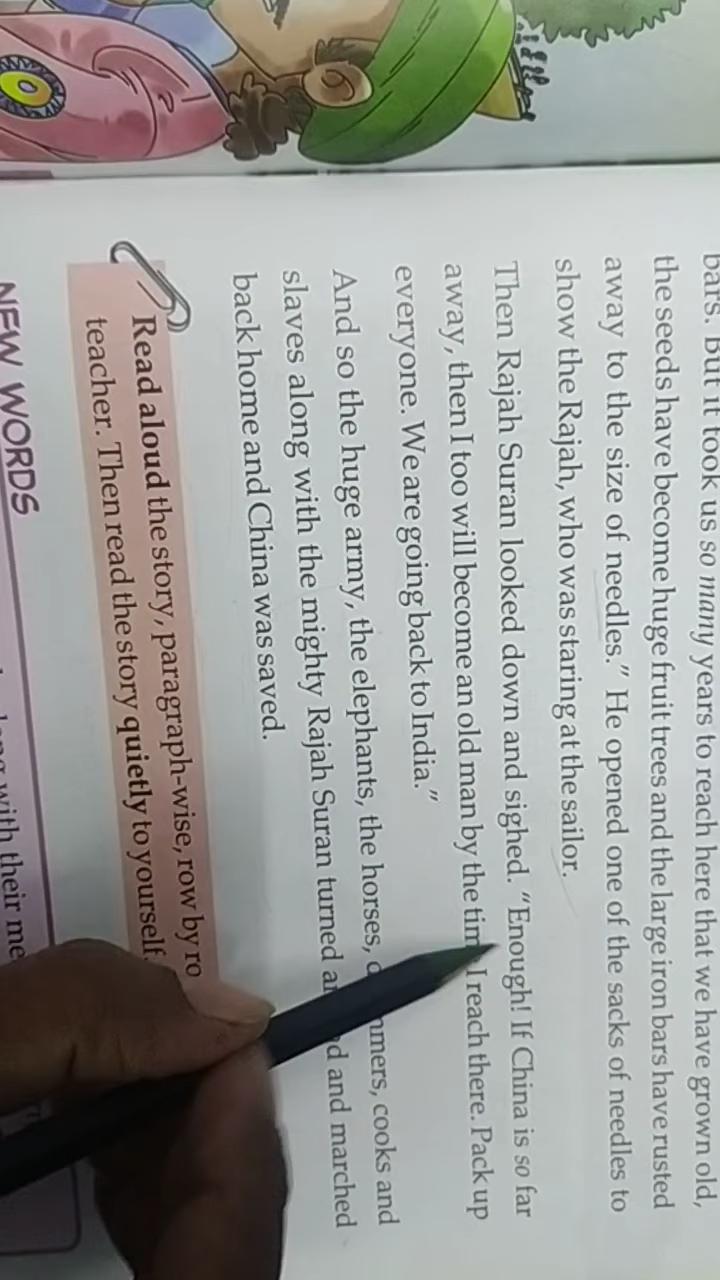 bars. But it took us so many years to reach here that we have grown old,
the seeds have become huge fruit trees and the large iron bars have rusted
away to the size of needles." He opened one of the sacks of needles to
show the Rajah, who was staring at the sailor.
Then Rajah Suran looked down and sighed. "Enough! If China is so far
away, then I too will become an old man by the I reach there. Pack up
everyone. We are going back to India."
And so the huge army, the elephants, the horses, cooks and
slaves along with the mighty Rajah Suran turned and marched
back home and China was saved.
Read aloud the story, paragraph-wise, row by
teacher. Then read the story quietly to yourself.
NEW WORDS
with their